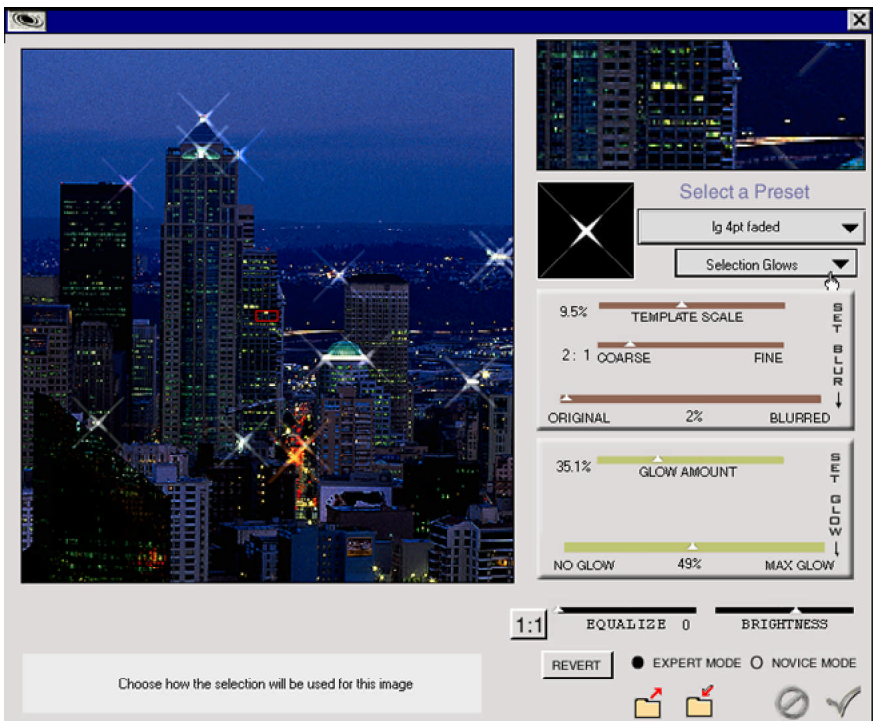 Select a Preset
lg 4pt faded
Selection Glows
9.5%
TEMPLATE SCALE
2 : 1 COARSE FINE
ORIGINAL 2% BLURRED
SET BLUR
35.1%
GLOW AMOUNT
NO GLOW 49% MAX GLOW
SET GLOW
1:1 EQUALIZE 0 BRIGHTNESS
REVERT EXPERT MODE NOVICE MODE
Choose how the selection will be used for this image